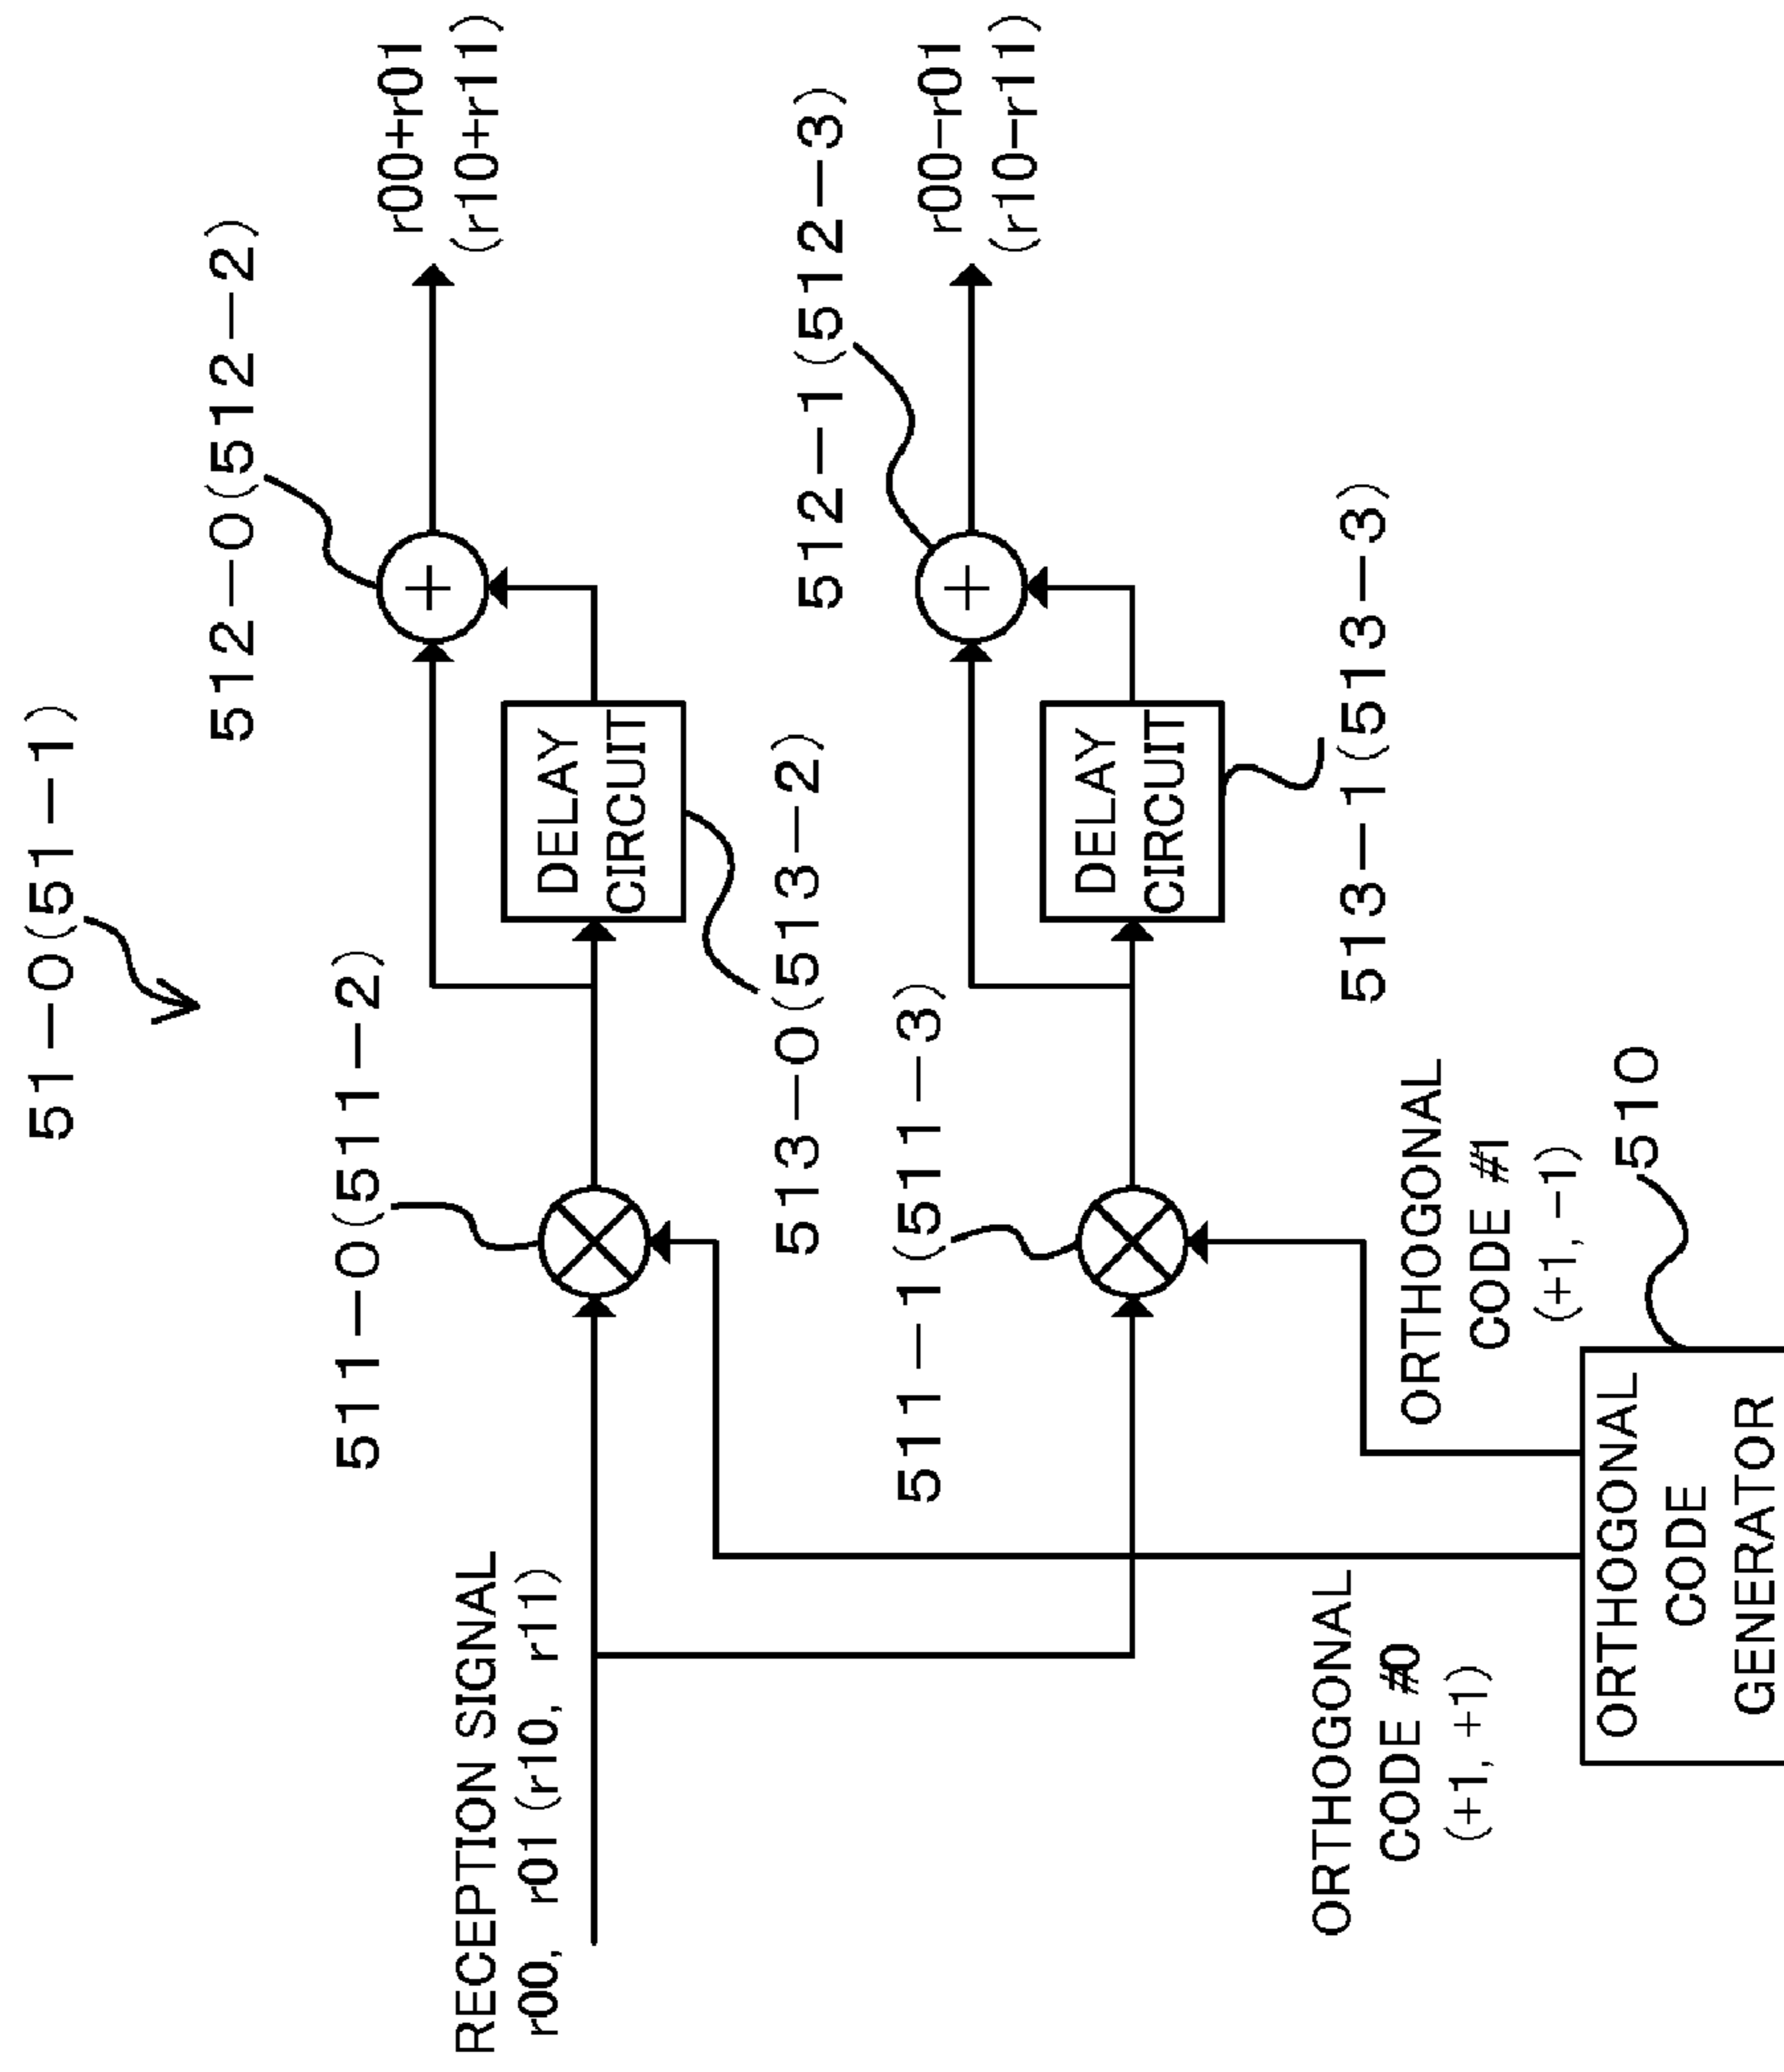 51-0(51-1)
512-0(512-2)
r00+r01
(r10+r11)
511-0(511-2)
RECEPTION SIGNAL
r00, r01(r10, r11)
DELAY
CIRCUIT
513-0(513-2)
512-1(512-3)
r00-r01
(r10-r11)
511-1(511-3)
DELAY
CIRCUIT
513-1(513-3)
ORTHOGONAL
CODE #0
(+1, +1)
ORTHOGONAL
CODE #1
(+1, -1)
510
ORTHOGONAL
CODE
GENERATOR